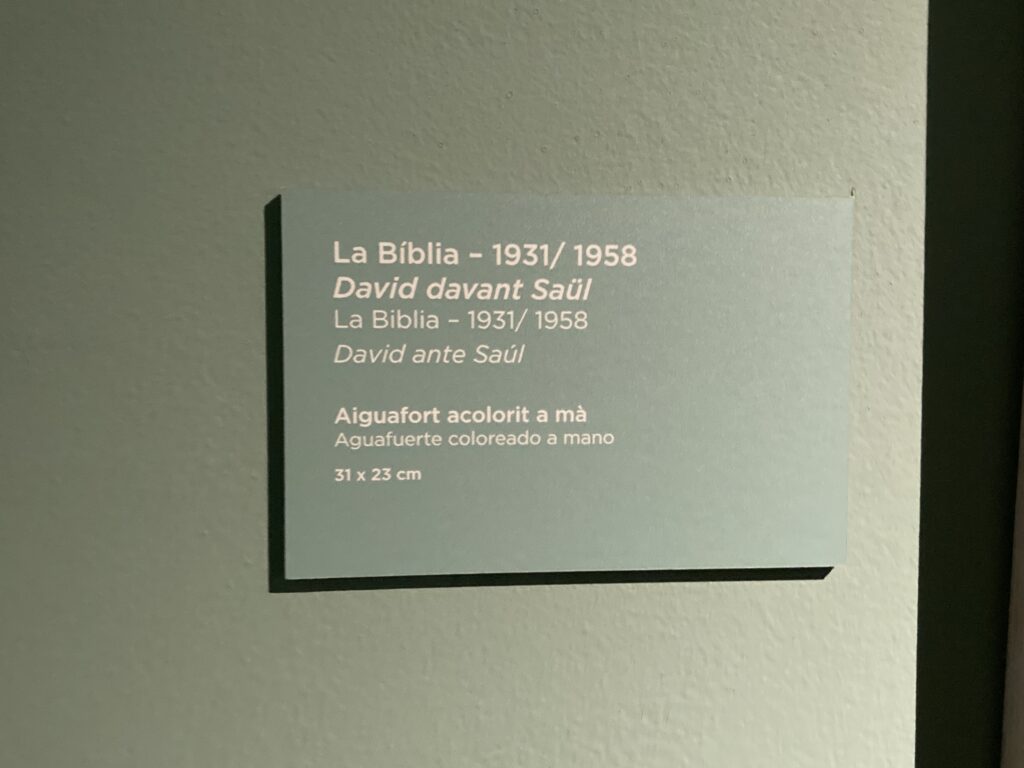 La Bíblia – 1931/ 1958
David davant Saül
La Biblia – 1931/ 1958
David ante Saúl
Aiguafort acolorit a mà
Aguafuerte coloreado a mano
31 x 23 cm